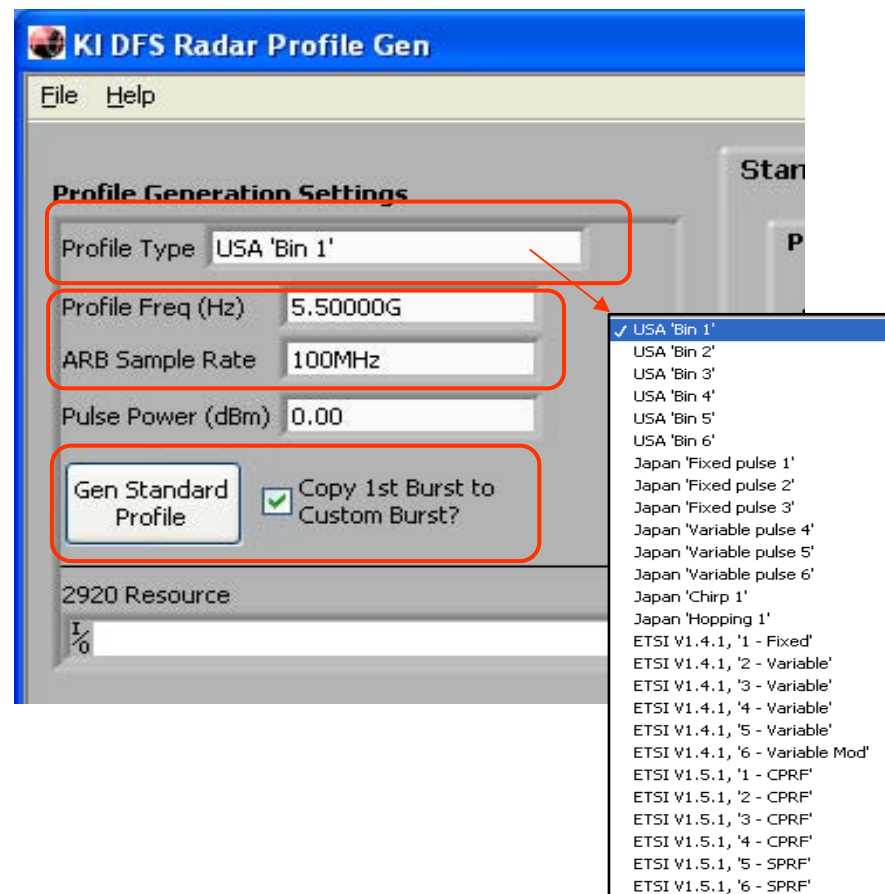 KI DFS Radar Profile Gen
File Help
Profile Generation Settings
Stan
P
Profile Type USA 'Bin 1'
Profile Freq (Hz) 5.50000G
ARB Sample Rate 100MHz
Pulse Power (dBm) 0.00
Gen Standard
Profile
Copy 1st Burst to
Custom Burst?
2920 Resource
I/O
✓ USA 'Bin 1'
USA 'Bin 2'
USA 'Bin 3'
USA 'Bin 4'
USA 'Bin 5'
USA 'Bin 6'
Japan 'Fixed pulse 1'
Japan 'Fixed pulse 2'
Japan 'Fixed pulse 3'
Japan 'Variable pulse 4'
Japan 'Variable pulse 5'
Japan 'Variable pulse 6'
Japan 'Chirp 1'
Japan 'Hopping 1'
ETSI V1.4.1, '1 - Fixed'
ETSI V1.4.1, '2 - Variable'
ETSI V1.4.1, '3 - Variable'
ETSI V1.4.1, '4 - Variable'
ETSI V1.4.1, '5 - Variable'
ETSI V1.4.1, '6 - Variable Mod'
ETSI V1.5.1, '1 - CPRF'
ETSI V1.5.1, '2 - CPRF'
ETSI V1.5.1, '3 - CPRF'
ETSI V1.5.1, '4 - CPRF'
ETSI V1.5.1, '5 - SPRF'
ETSI V1.5.1, '6 - SPRF'